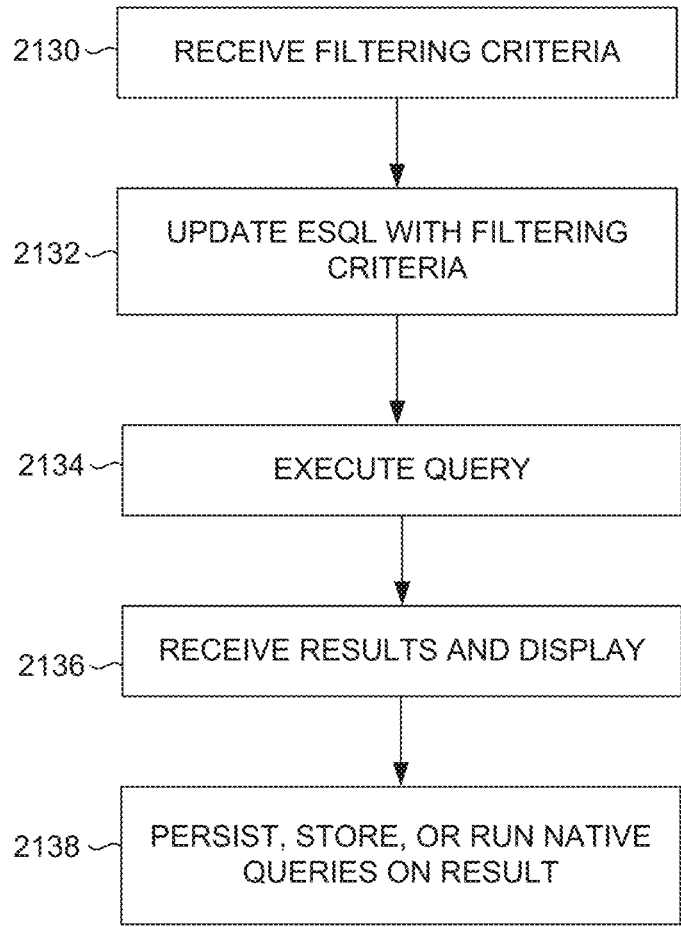 2130
RECEIVE FILTERING CRITERIA
2132
UPDATE ESQL WITH FILTERING
CRITERIA
2134
EXECUTE QUERY
2136
RECEIVE RESULTS AND DISPLAY
2138
PERSIST, STORE, OR RUN NATIVE
QUERIES ON RESULT